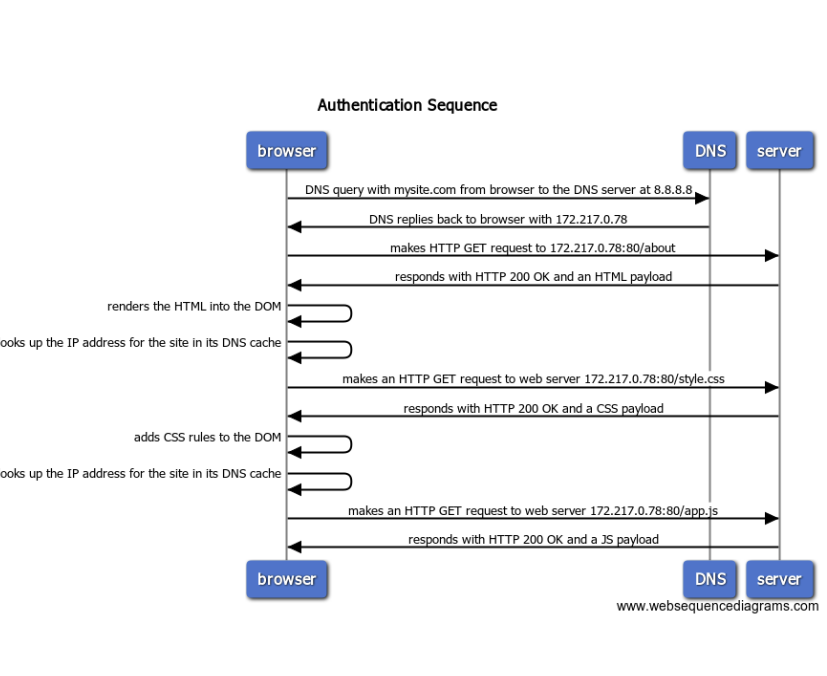 Authentication Sequence
browser DNS server
DNS query with mysite.com from browser to the DNS server at 8.8.8.8
DNS replies back to browser with 172.217.0.78
makes HTTP GET request to 172.217.0.78:80/about
responds with HTTP 200 OK and an HTML payload
renders the HTML into the DOM
ooks up the IP address for the site in its DNS cache
makes an HTTP GET request to web server 172.217.0.78:80/style.css
responds with HTTP 200 OK and a CSS payload
adds CSS rules to the DOM
ooks up the IP address for the site in its DNS cache
makes an HTTP GET request to web server 172.217.0.78:80/app.js
responds with HTTP 200 OK and a JS payload
browser DNS server
www.websequencediagrams.com